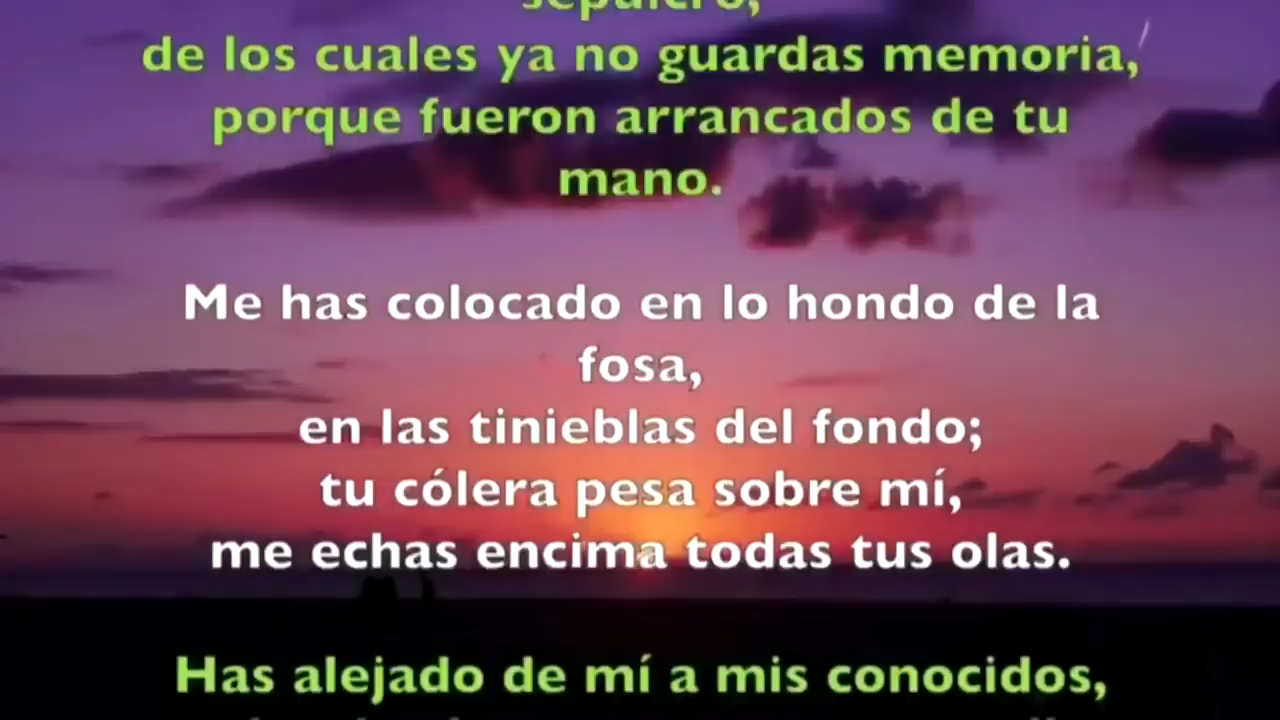 sepulcro,
de los cuales ya no guardas memoria,
porque fueron arrancados de tu
mano.
Me has colocado en lo hondo de la
fosa,
en las tinieblas del fondo;
tu cólera pesa sobre mí,
me echas encima todas tus olas.
Has alejado de mí a mis conocidos,